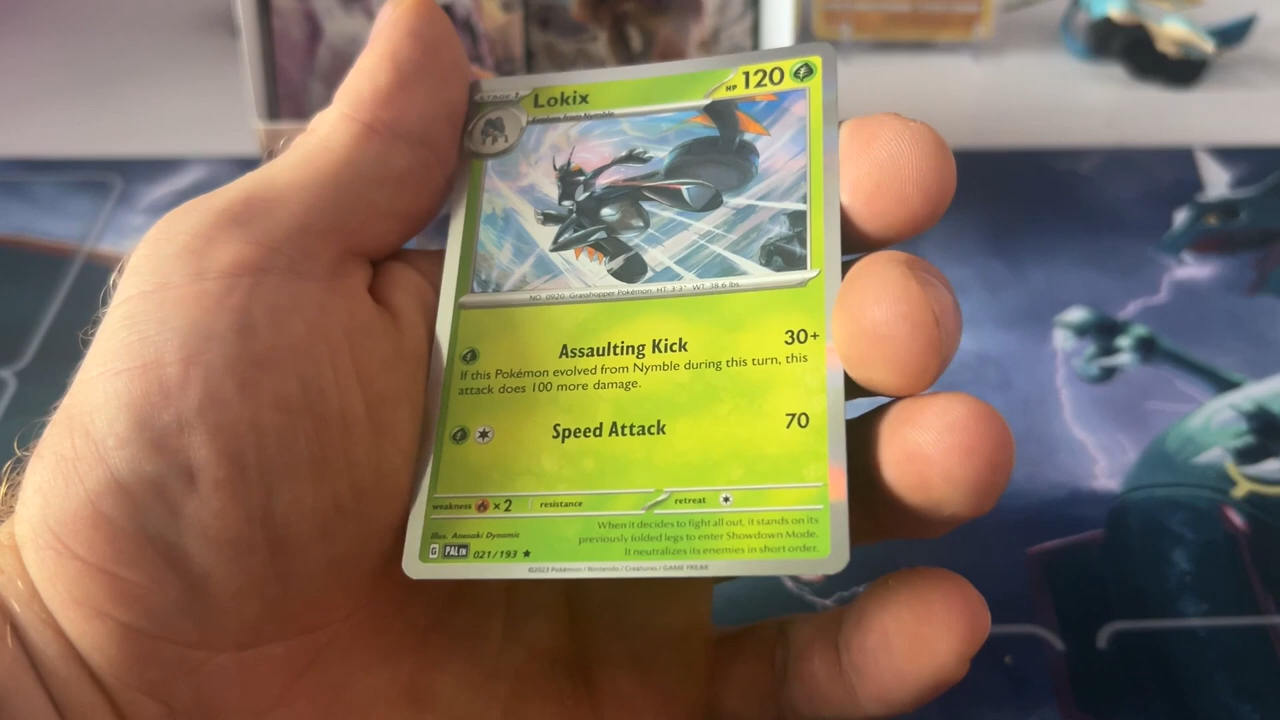 STAGE 1
Lokix
HP 120
Evolves from Nymble
NO. 0920 Grasshopper Pokémon HT: 3'3" WT: 38.6 lbs.
Assaulting Kick 30+
If this Pokémon evolved from Nymble during this turn, this
attack does 100 more damage.
Speed Attack 70
weakness ×2 resistance retreat
Illus. Anesaki Dynamic
When it decides to fight all out, it stands on its
previously folded legs to enter Showdown Mode.
It neutralizes its enemies in short order.
G PAL EN 021/193 ★
©2023 Pokémon / Nintendo / Creatures / GAME FREAK